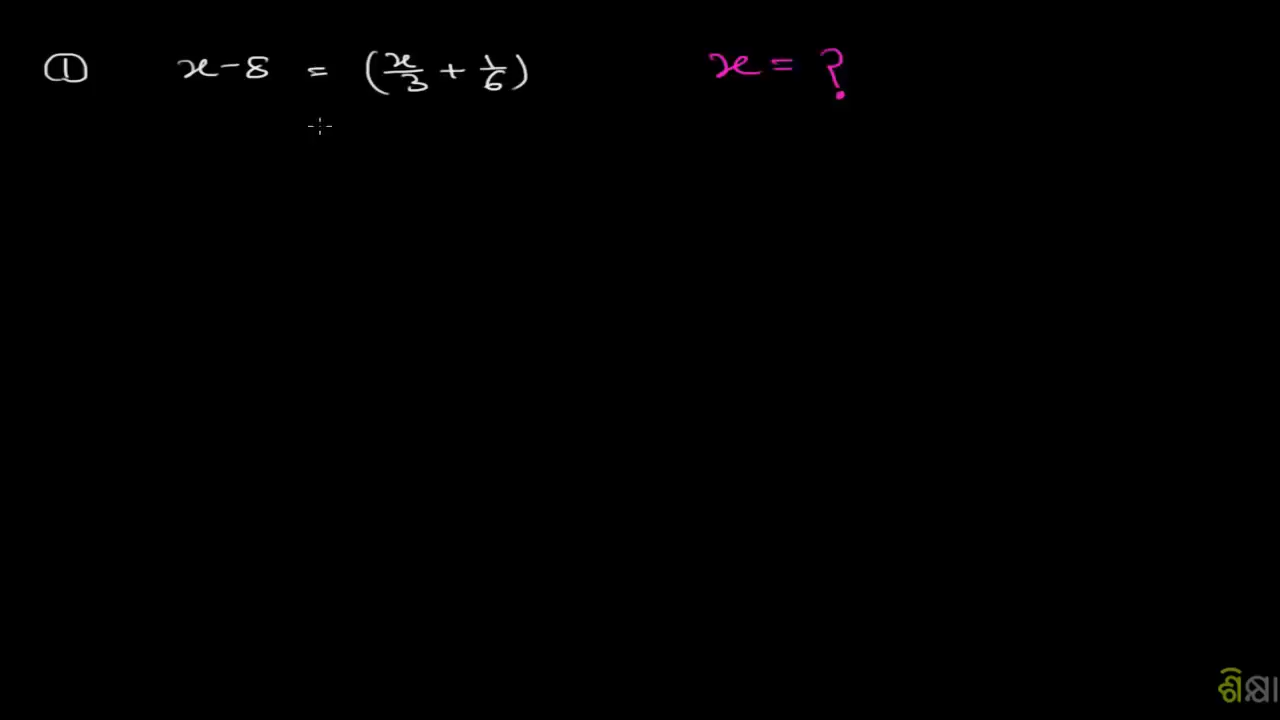 ① x - 8 = (x/3 + 1/6) x = ?
ଶିକ୍ଷା